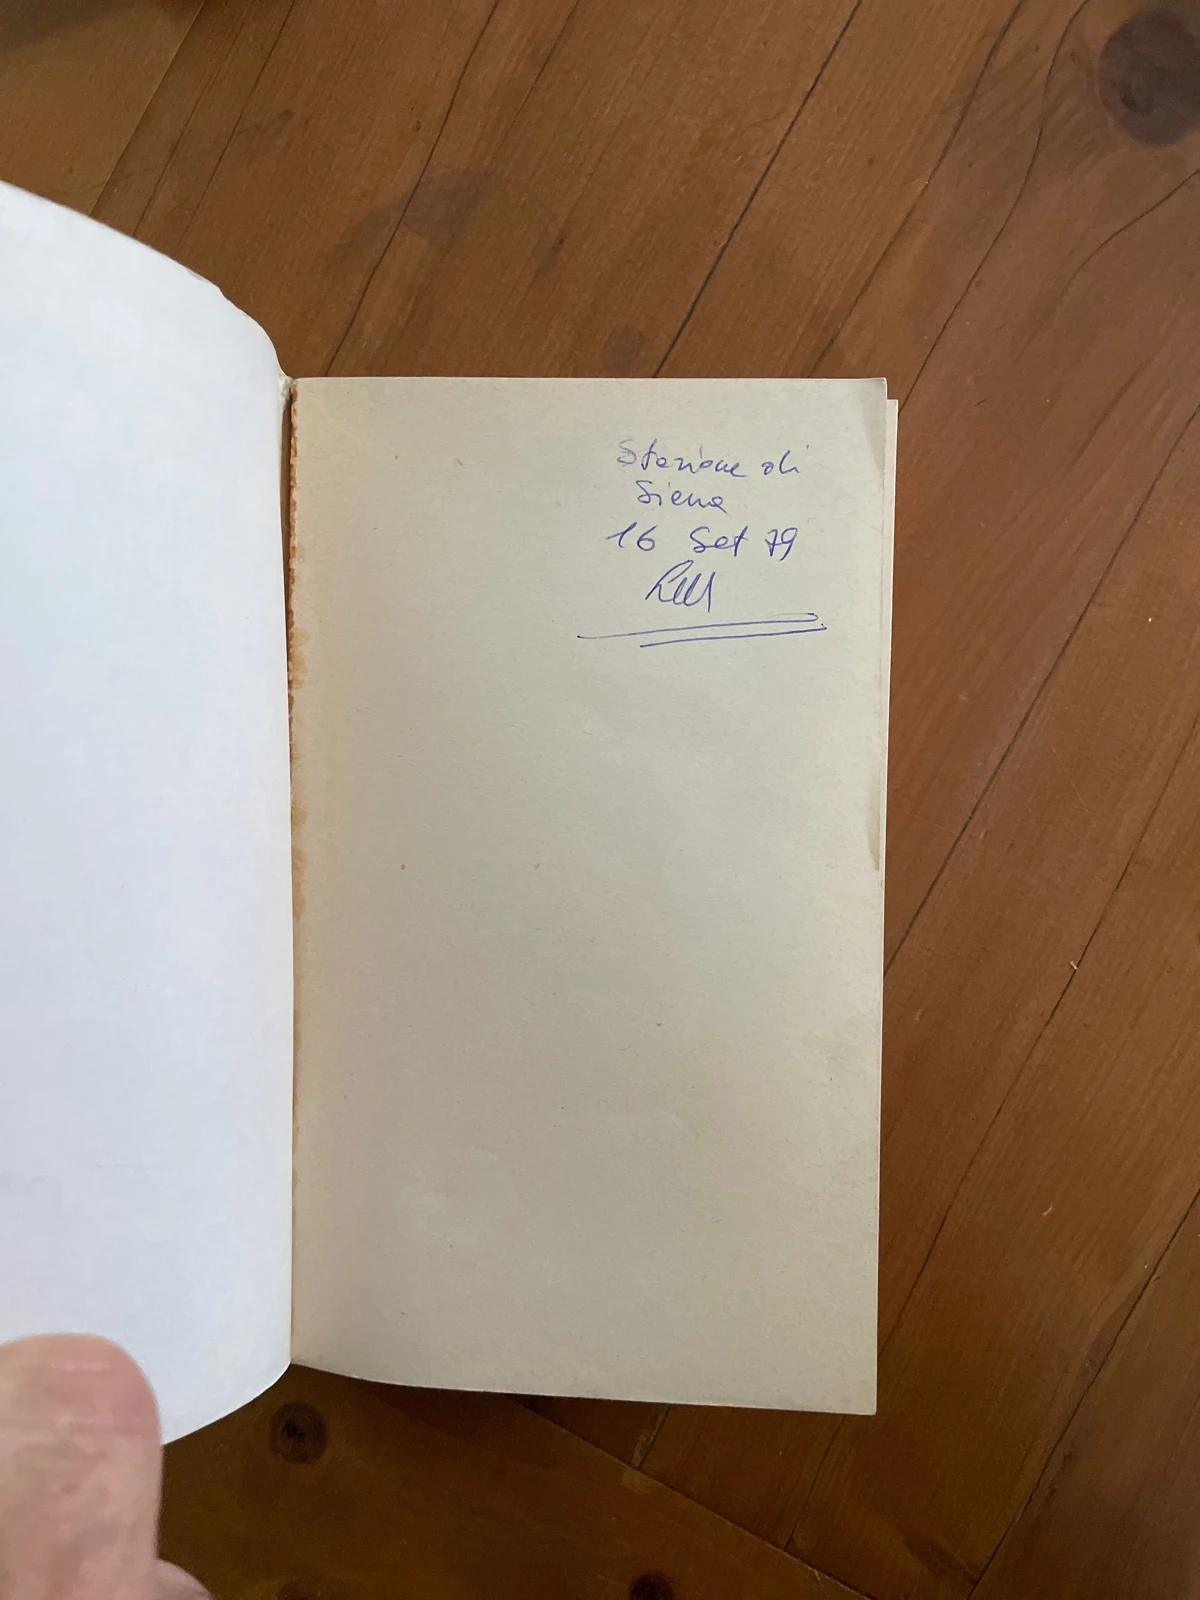 Stazione di
Siena
16 Set 79